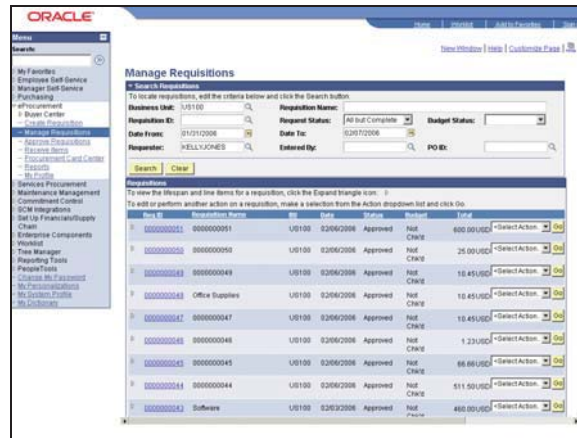 ORACLE
Home | Worklist | Add to Favorites | Sign
Menu
Search:
New Window | Help | Customize Page
My Favorites
Employee Self-Service
Manager Self-Service
Purchasing
eProcurement
Buyer Center
Create Requisition
Manage Requisitions
Approve Requisitions
Receive Items
Procurement Card Center
Reports
My Profile
Services Procurement
Maintenance Management
Commitment Control
SCM Integrations
Set Up Financials/Supply
Chain
Enterprise Components
Worklist
Tree Manager
Reporting Tools
PeopleTools
Change My Password
My Personalizations
My System Profile
My Dictionary
Manage Requisitions
Search Requisitions
To locate requisitions, edit the criteria below and click the Search button.
Business Unit: US100 Requisition Name:
Requisition ID: Request Status: All but Complete Budget Status:
Date From: 01/31/2006 Date To: 02/07/2006
Requester: KELLYJONES Entered By: PO ID:
Search Clear
Requisitions
To view the lifespan and line items for a requisition, click the Expand triangle icon:
To edit or perform another action on a requisition, make a selection from the Action dropdown list and click Go.
Req ID Requisition Name BU Date Status Budget Total
0000000051 0000000051 US100 02/06/2006 Approved Not Chk'd 600.00USD <Select Action. Go
0000000050 0000000050 US100 02/06/2006 Approved Not Chk'd 25.00USD <Select Action. Go
0000000049 0000000049 US100 02/06/2006 Approved Not Chk'd 10.45USD <Select Action. Go
0000000048 Office Supplies US100 02/06/2006 Approved Not Chk'd 10.45USD <Select Action. Go
0000000047 0000000047 US100 02/06/2006 Approved Not Chk'd 10.45USD <Select Action. Go
0000000046 0000000046 US100 02/06/2006 Approved Not Chk'd 1.23USD <Select Action. Go
0000000045 0000000045 US100 02/06/2006 Approved Not Chk'd 66.66USD <Select Action. Go
0000000044 0000000044 US100 02/06/2006 Approved Not Chk'd 511.50USD <Select Action. Go
0000000043 Software US100 02/03/2006 Approved Not Chk'd 460.00USD <Select Action. Go